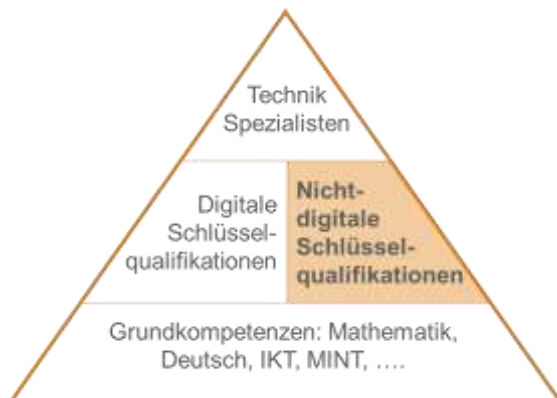 Technik
Spezialisten
Digitale
Schlüssel-
qualifikationen
Nicht-
digitale
Schlüssel-
qualifikationen
Grundkompetenzen: Mathematik,
Deutsch, IKT, MINT, ....